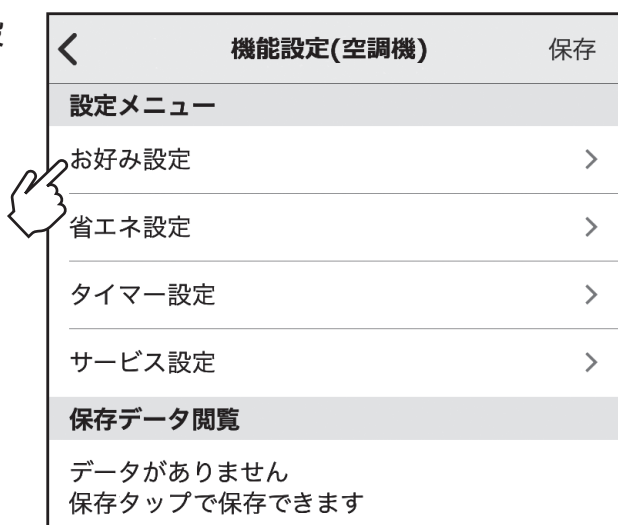 機能設定(空調機)
保存
設定メニュー
お好み設定
省エネ設定
タイマー設定
サービス設定
保存データ閲覧
データがありません
保存タップで保存できます